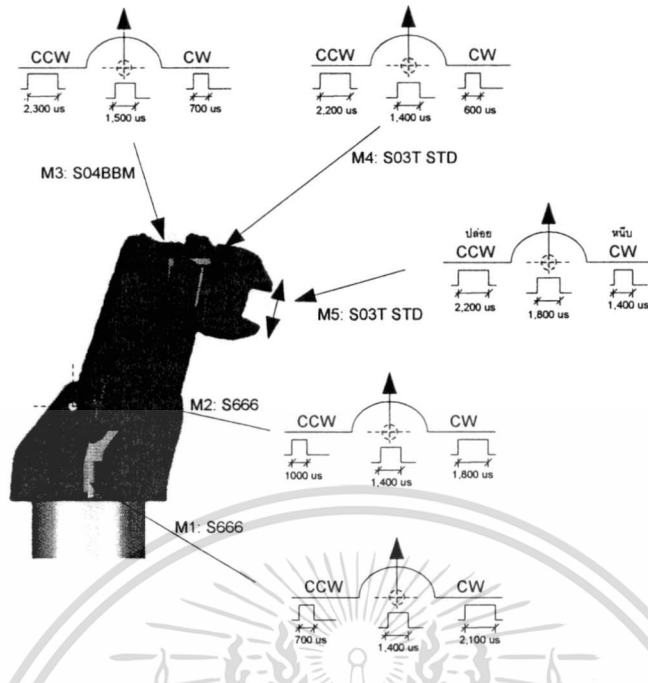 CCW CW
2,300 us 1,500 us 700 us
CCW CW
2,200 us 1,400 us 600 us
M3: S04BBM
M4: S03T STD
ปล่อย หนีบ
CCW CW
2,200 us 1,800 us 1,400 us
M5: S03T STD
M2: S666
CCW CW
1000 us 1,400 us 1,800 us
M1: S666
CCW CW
700 us 1,400 us 2,100 us